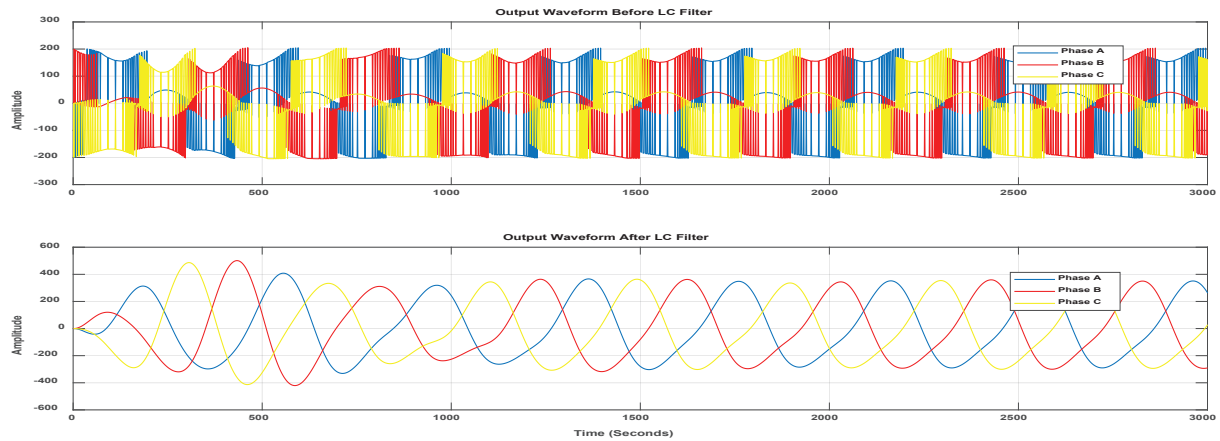 Output Waveform Before LC Filter
300
200
100
0
-100
-200
-300
Amplitude
Phase A
Phase B
Phase C
0
500
1000
1500
2000
2500
3000
Output Waveform After LC Filter
600
400
200
0
-200
-400
-600
Amplitude
Phase A
Phase B
Phase C
0
500
1000
1500
2000
2500
3000
Time (Seconds)